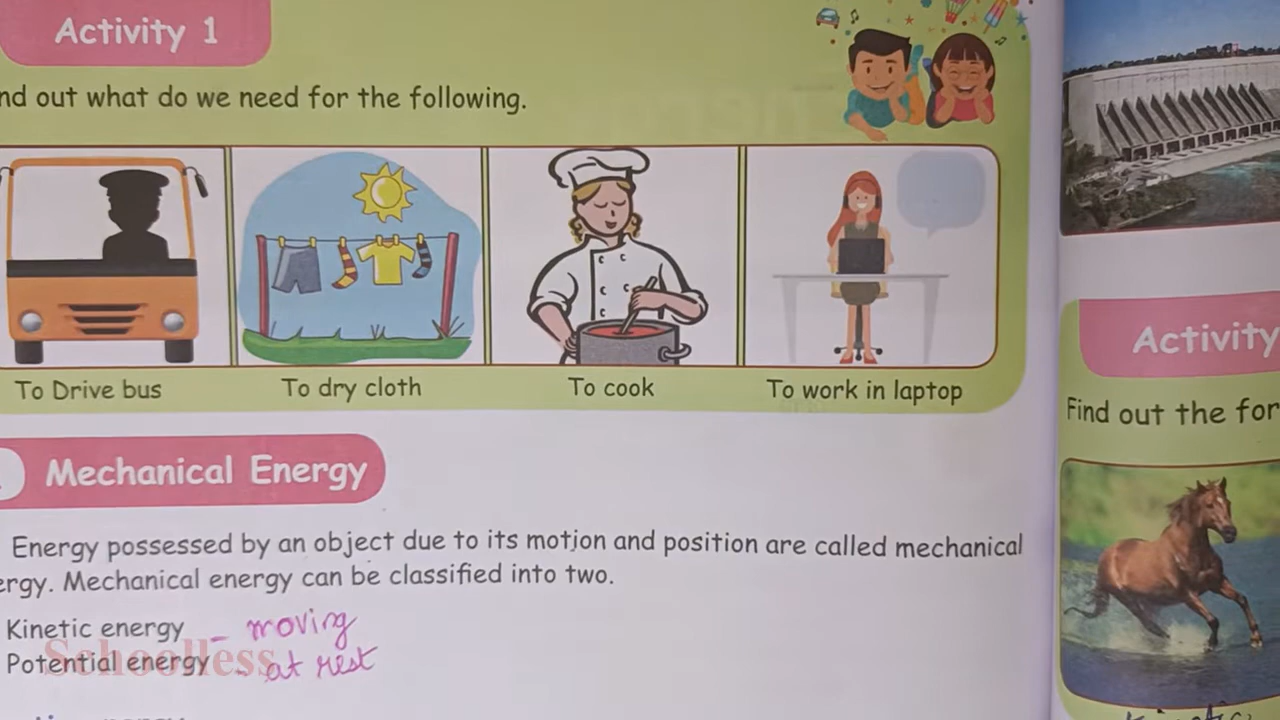 Activity 1
nd out what do we need for the following.
To Drive bus
To dry cloth
To cook
To work in laptop
Mechanical Energy
Energy possessed by an object due to its motion and position are called mechanical
ergy. Mechanical energy can be classified into two.
Kinetic energy - moving
Potential energy - at rest
Schoolless
Activity
Find out the for